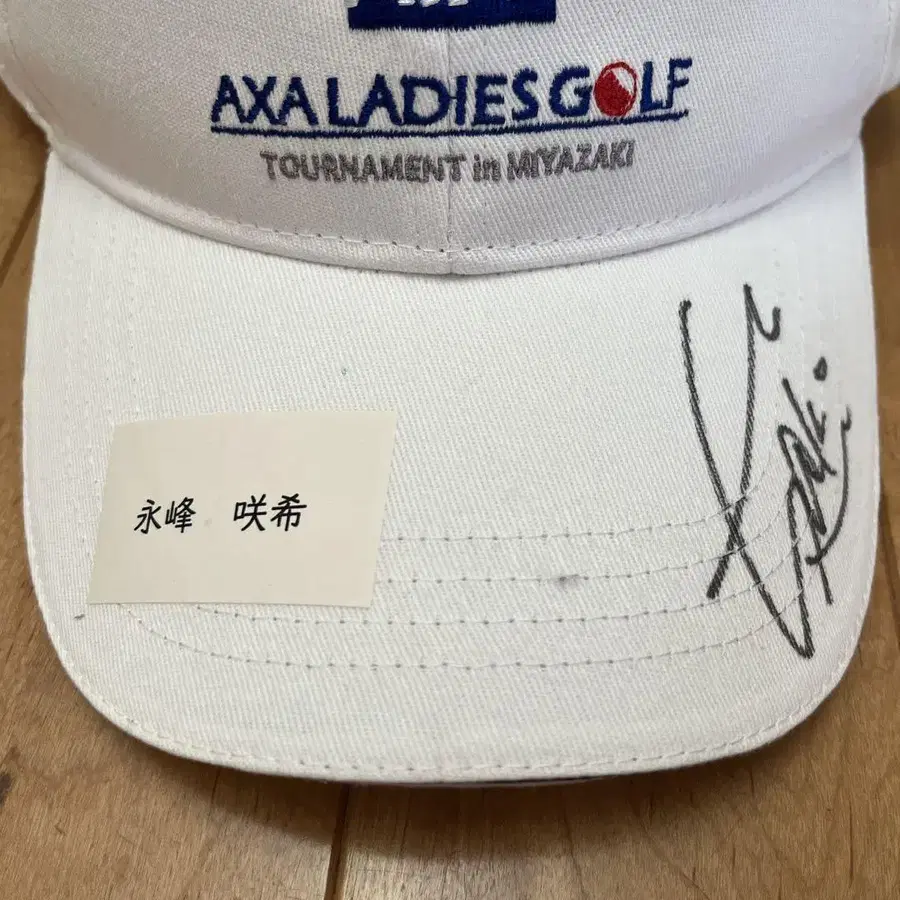 AXA LADIES GOLF
TOURNAMENT in MIYAZAKI
永峰 咲希